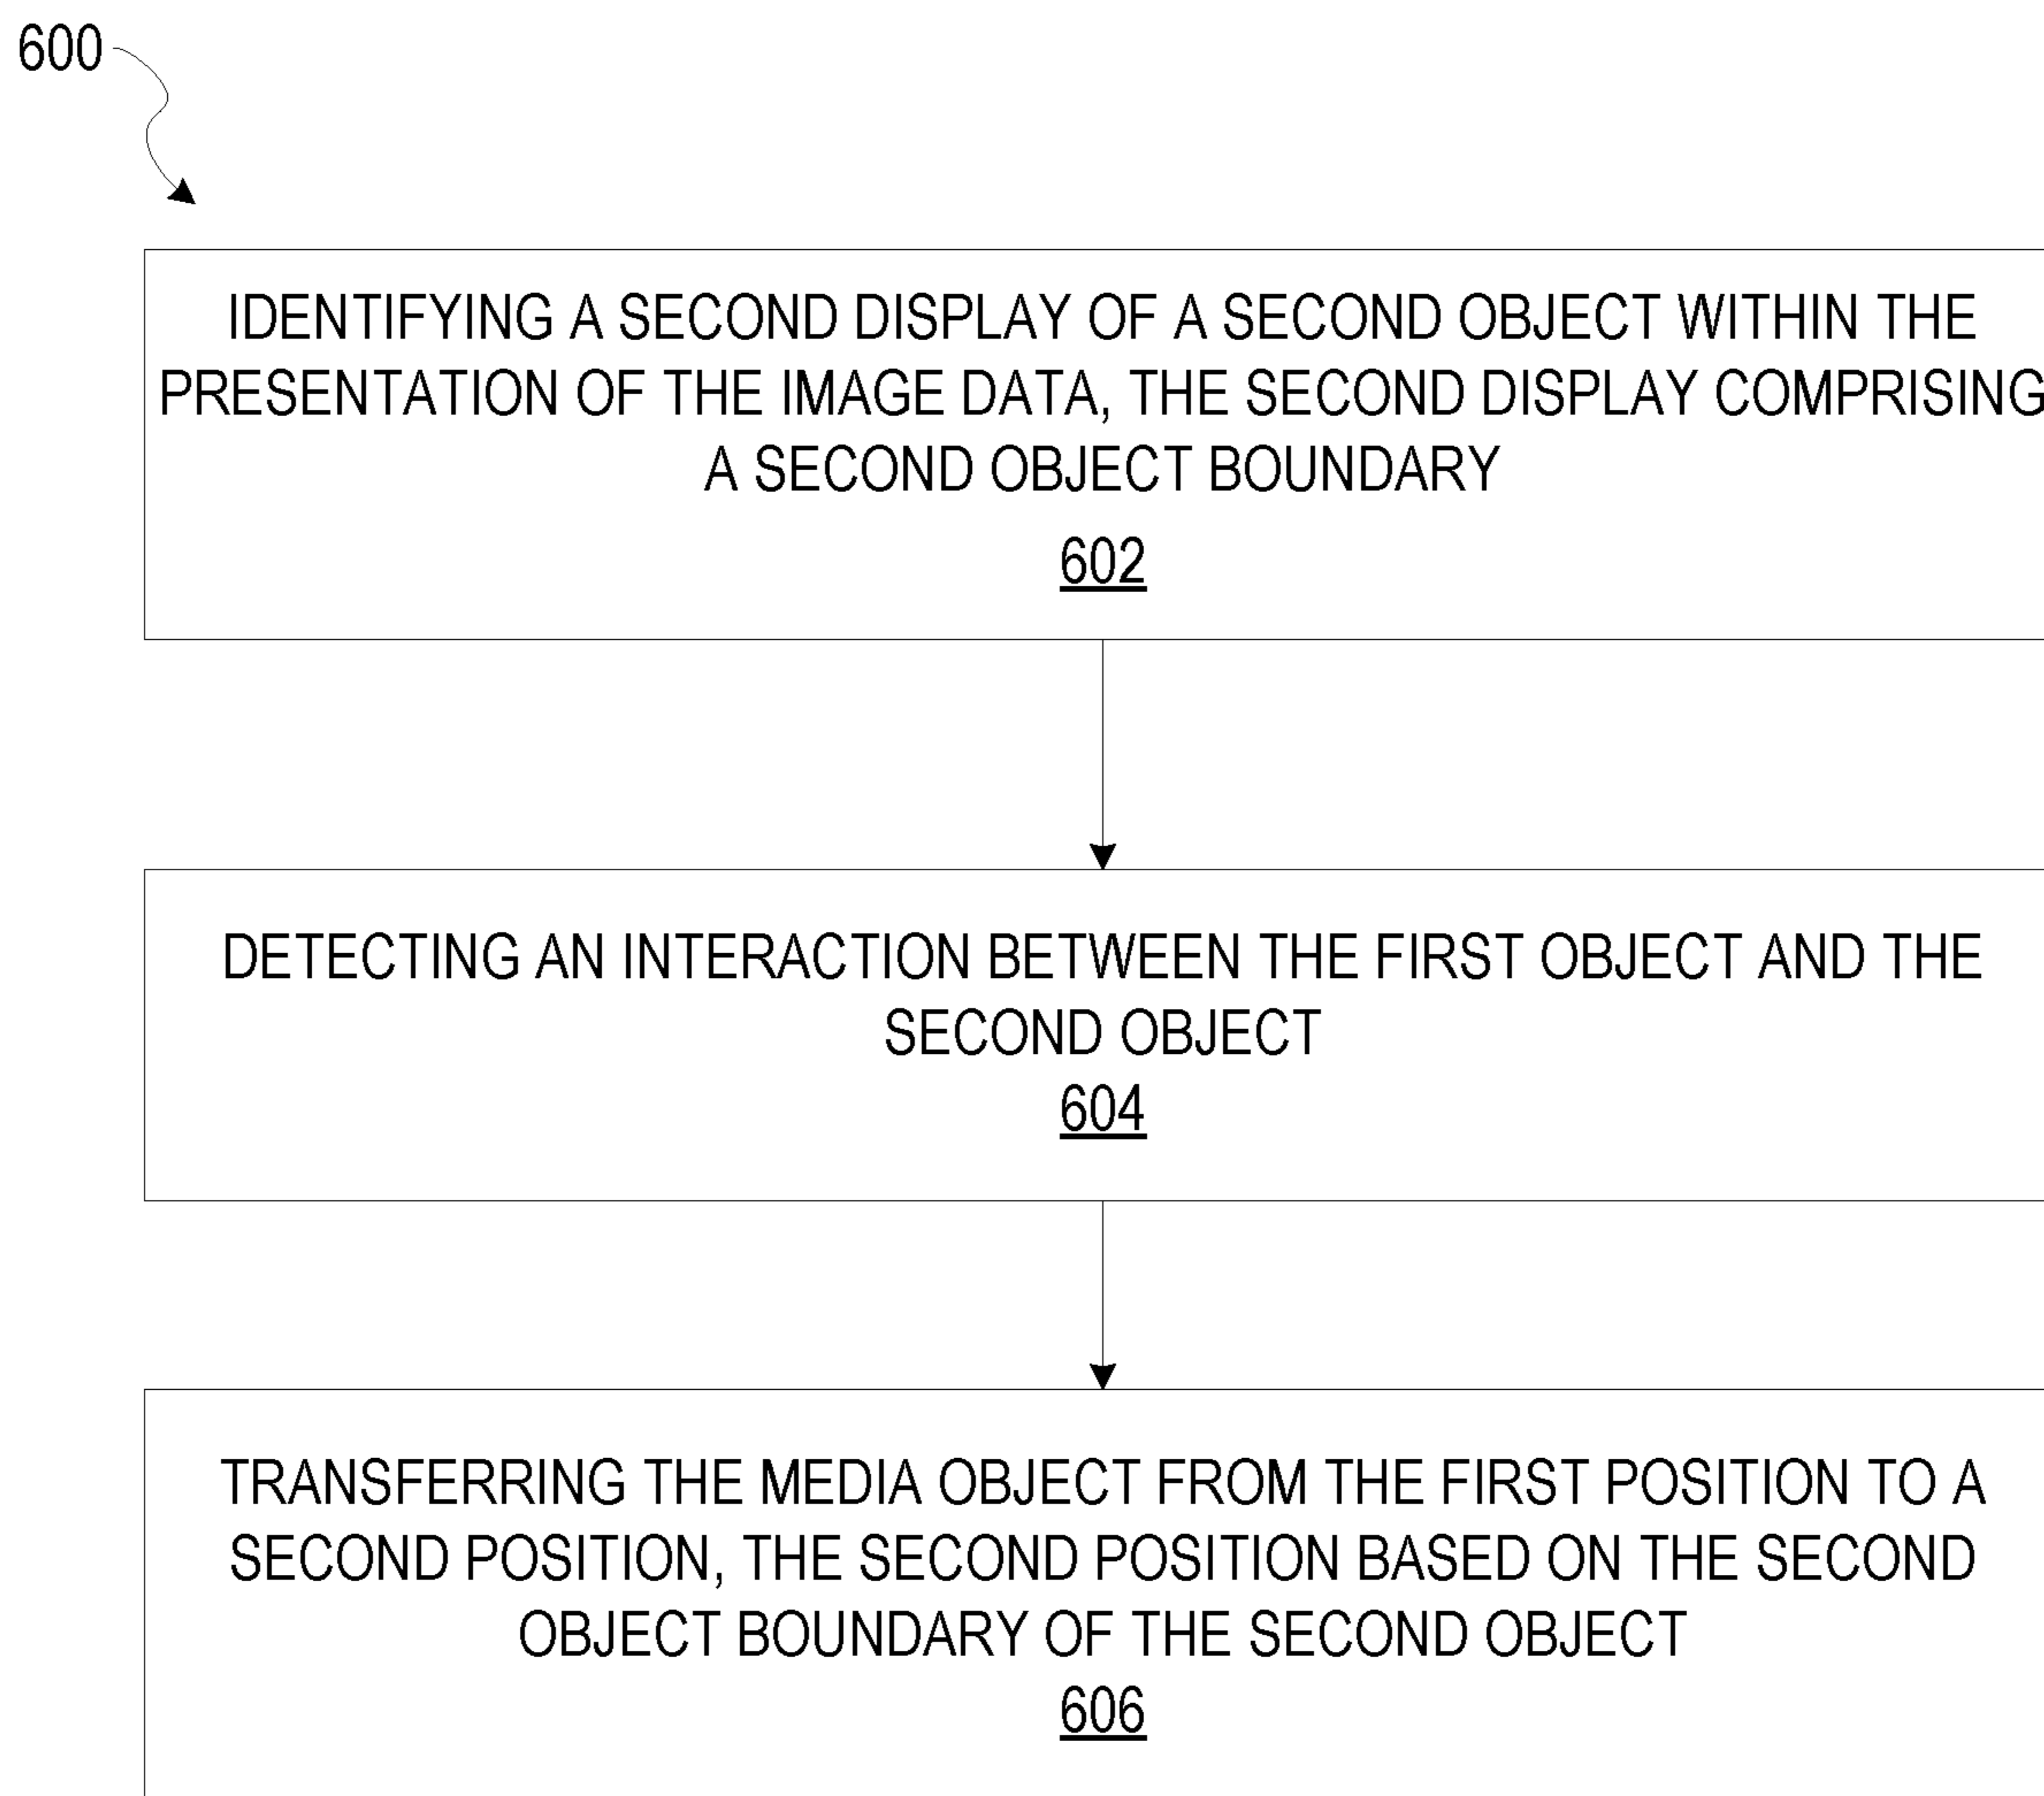 600
IDENTIFYING A SECOND DISPLAY OF A SECOND OBJECT WITHIN THE
PRESENTATION OF THE IMAGE DATA, THE SECOND DISPLAY COMPRISING
A SECOND OBJECT BOUNDARY
602
DETECTING AN INTERACTION BETWEEN THE FIRST OBJECT AND THE
SECOND OBJECT
604
TRANSFERRING THE MEDIA OBJECT FROM THE FIRST POSITION TO A
SECOND POSITION, THE SECOND POSITION BASED ON THE SECOND
OBJECT BOUNDARY OF THE SECOND OBJECT
606